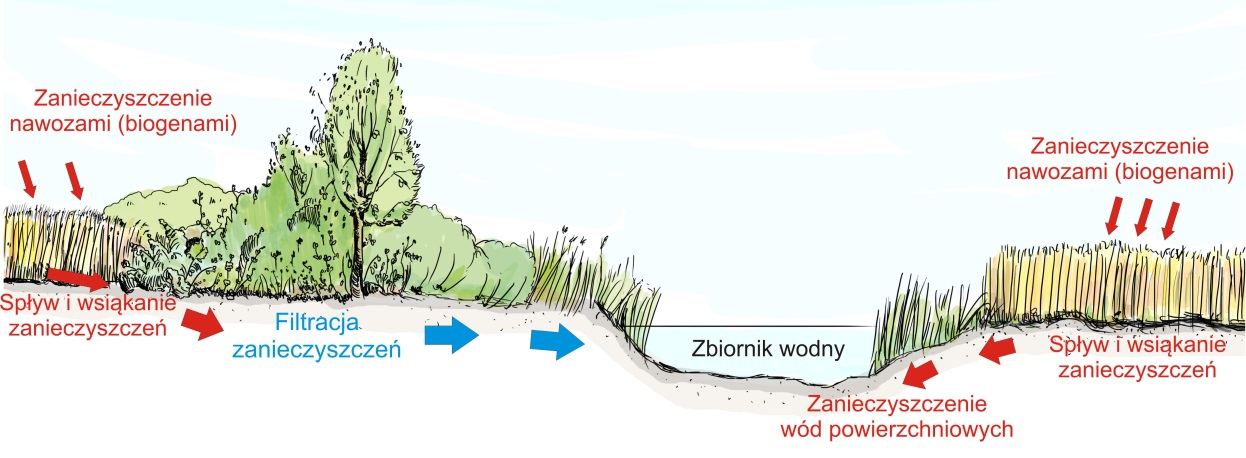 Zanieczyszczenie
nawozami (biogenami)
Spływ i wsiąkanie
zanieczyszczeń
Filtracja
zanieczyszczeń
Zbiornik wodny
Zanieczyszczenie
nawozami (biogenami)
Spływ i wsiąkanie
zanieczyszczeń
Zanieczyszczenie
wód powierzchniowych